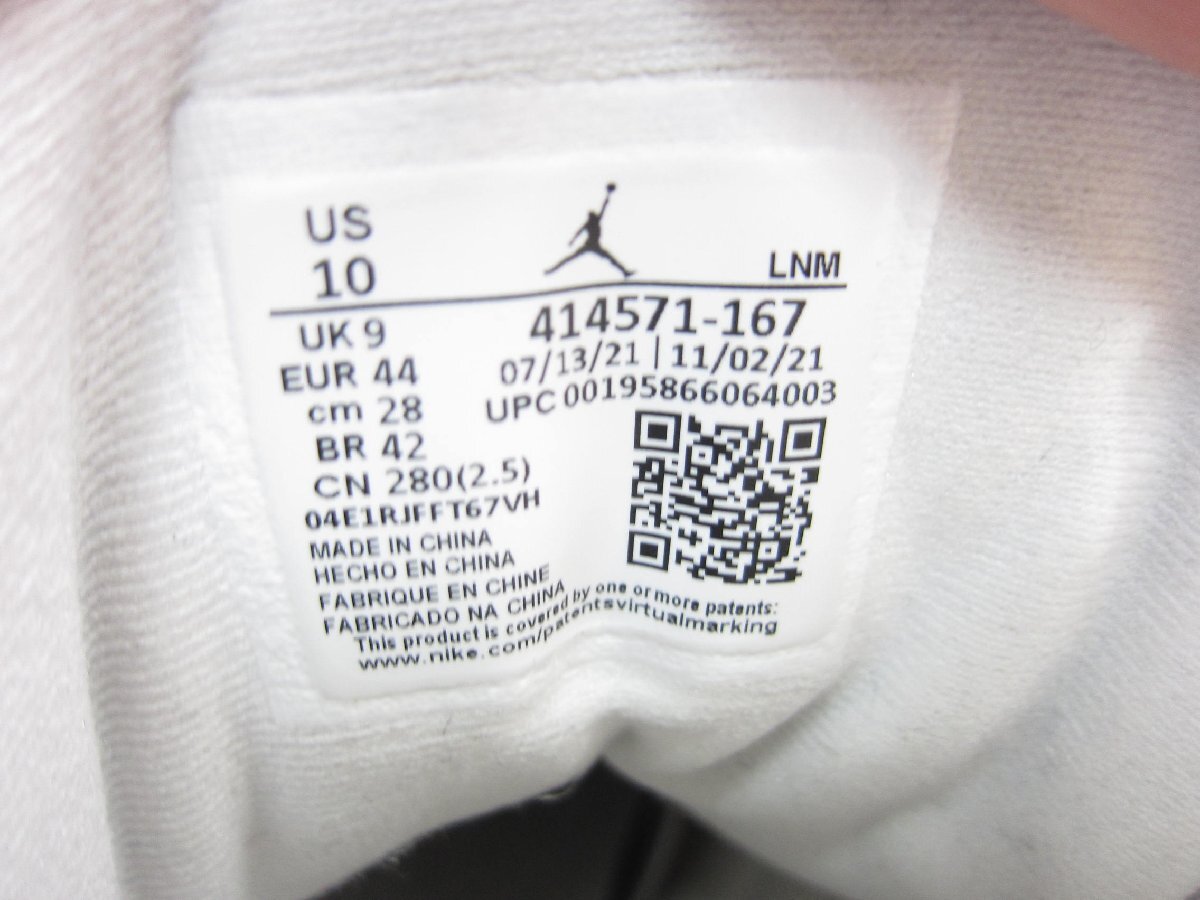 US
10
LNM
UK 9
EUR 44
cm 28
BR 42
CN 280(2.5)
04E1RJFFT67VH
414571-167
07/13/21 | 11/02/21
UPC 00195866064003
MADE IN CHINA
HECHO EN CHINA
FABRIQUE EN CHINE
FABRICADO NA CHINA
This product is covered by one or more patents:
www.nike.com/patentsvirtualmarking